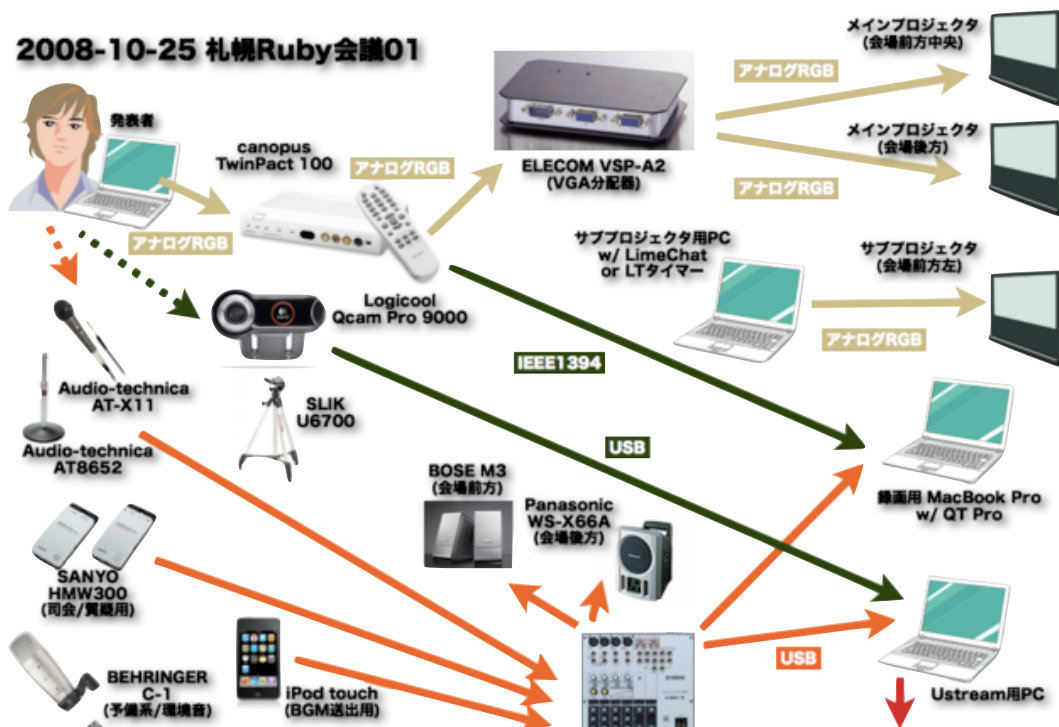 2008-10-25 札幌Ruby会議01
発表者
canopus
TwinPact 100
アナログRGB
アナログRGB
ELECOM VSP-A2
(VGA分配器)
アナログRGB
アナログRGB
メインプロジェクタ
(会場前方中央)
メインプロジェクタ
(会場後方)
サブプロジェクタ用PC
w/ LimeChat
or LTタイマー
サブプロジェクタ
(会場前方左)
アナログRGB
Logicool
Qcam Pro 9000
IEEE1394
Audio-technica
AT-X11
SLIK
U6700
Audio-technica
AT8652
USB
BOSE M3
(会場前方)
Panasonic
WS-X66A
(会場後方)
録画用 MacBook Pro
w/ QT Pro
SANYO
HMW300
(司会/質疑用)
BEHRINGER
C-1
(予備系/環境音)
iPod touch
(BGM送出用)
USB
Ustream用PC